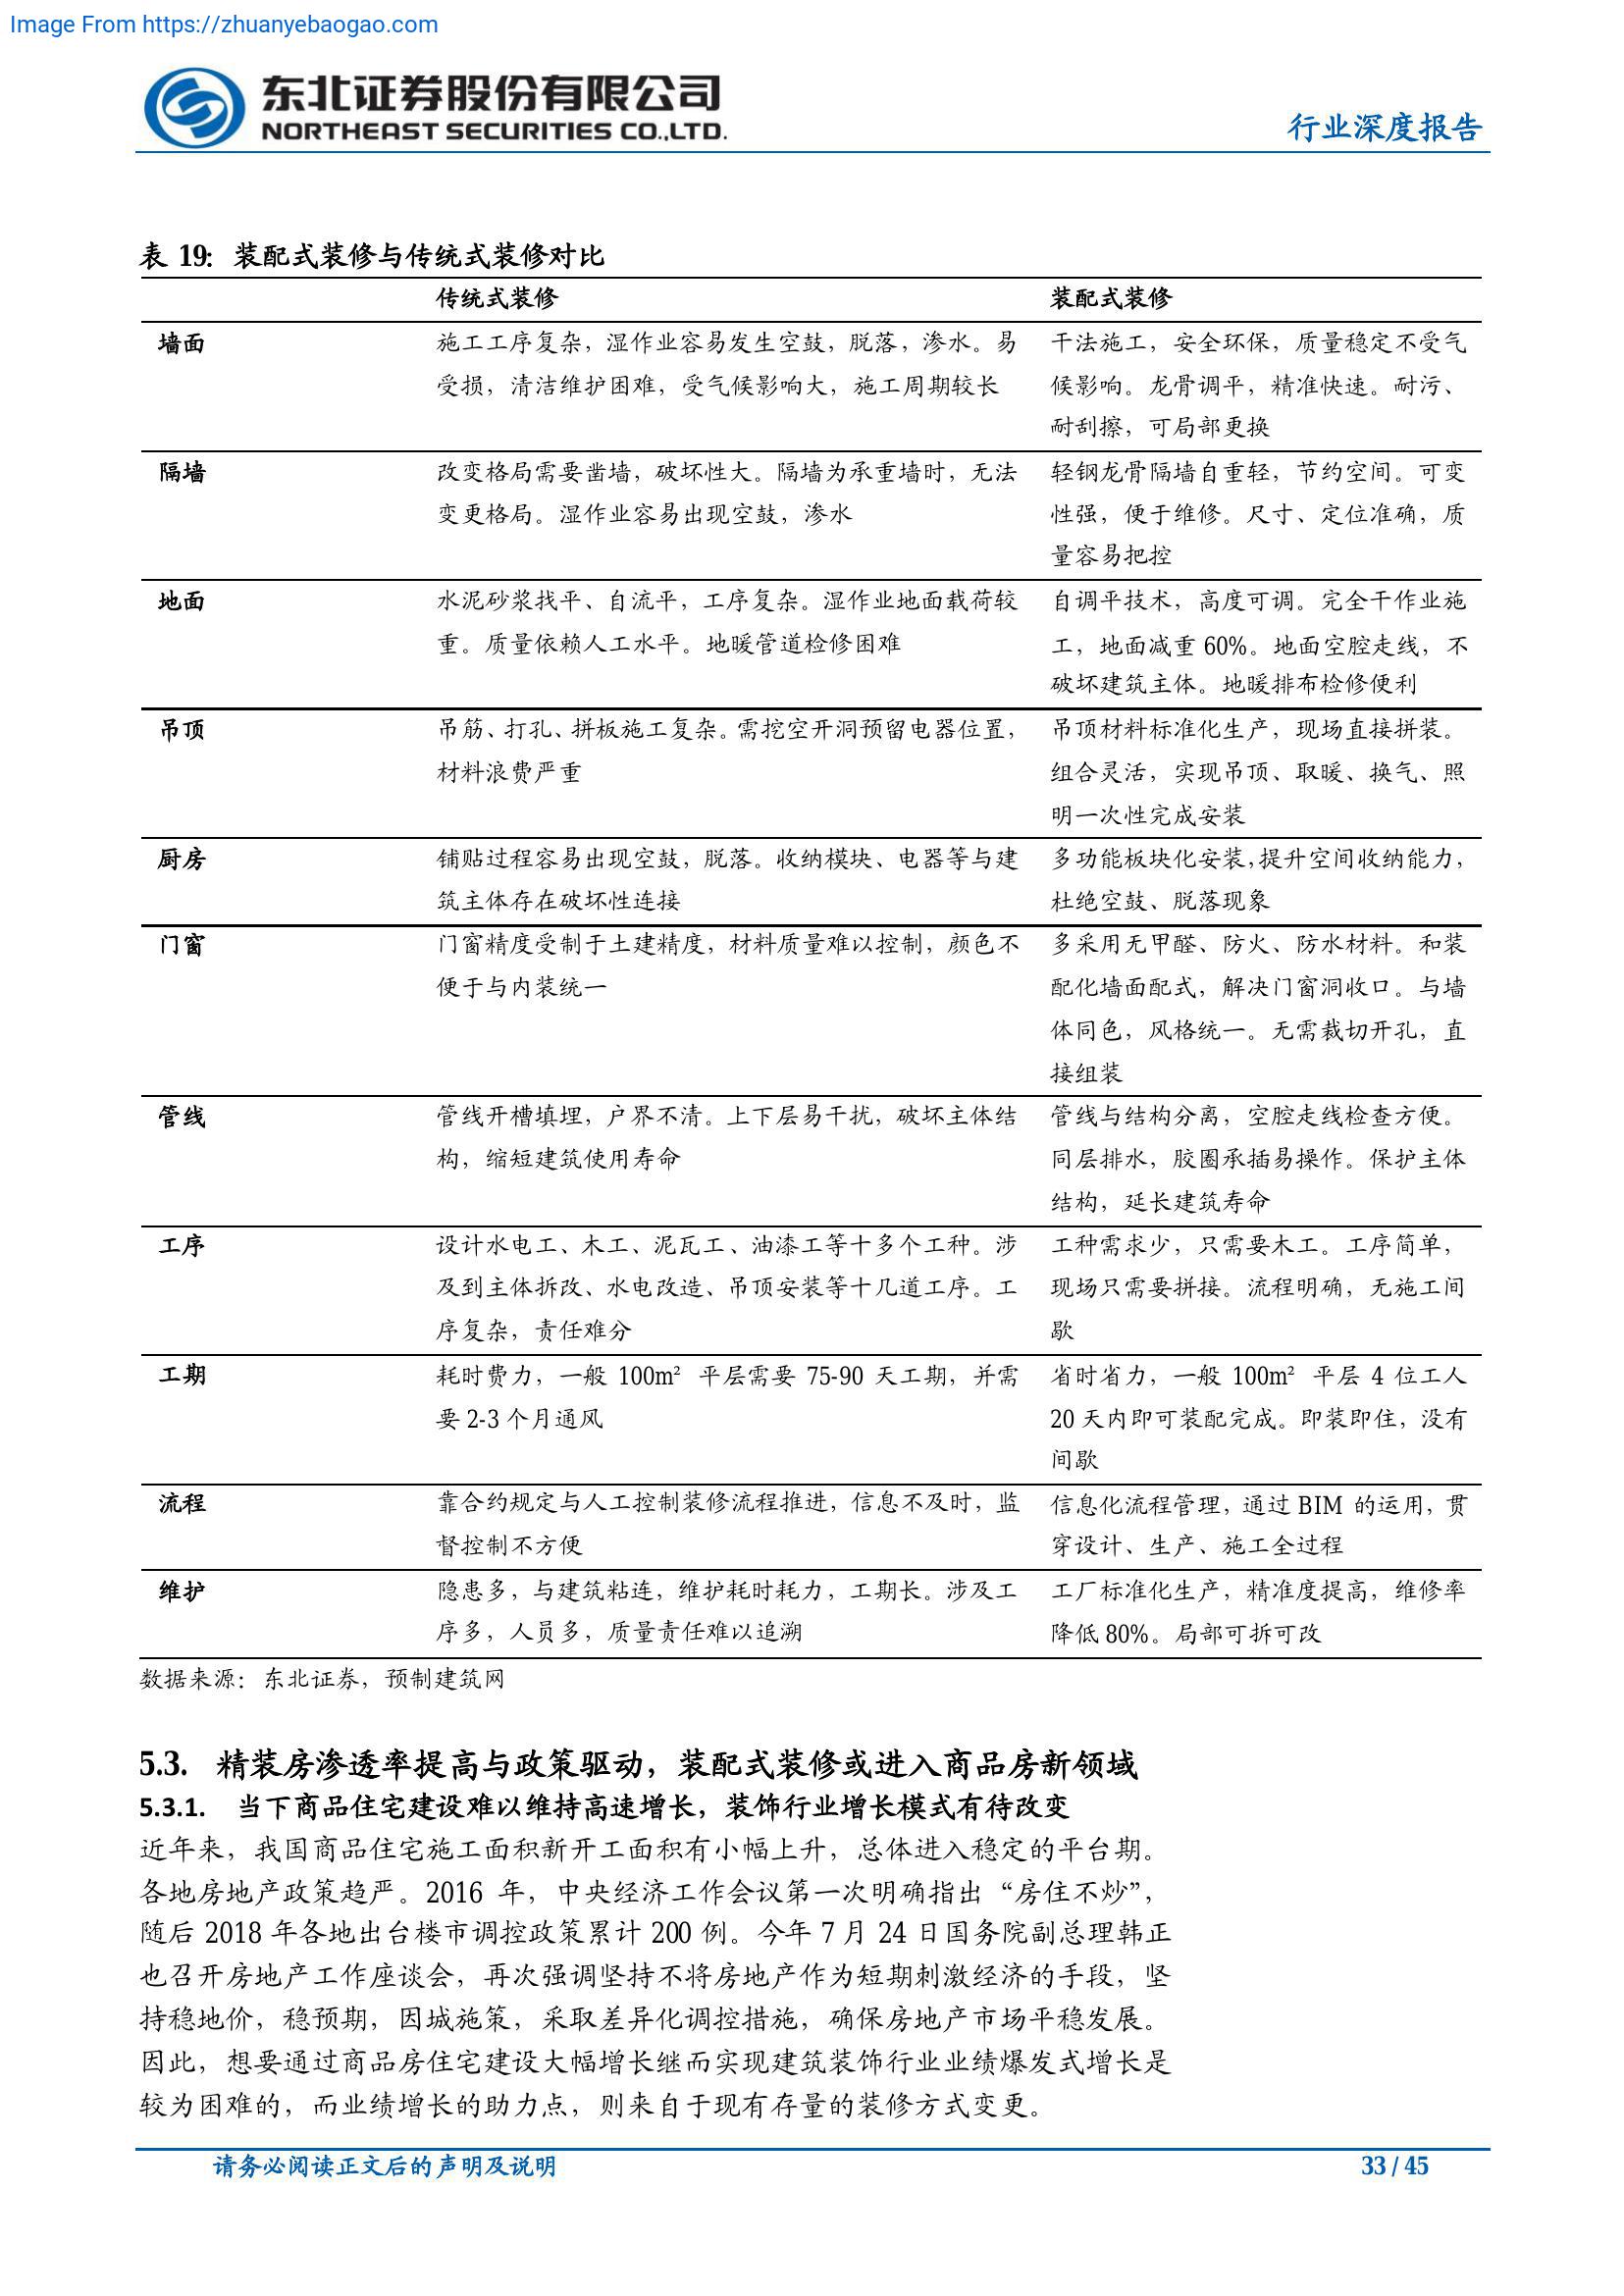 Image From https://zhuanyebaogao.com
东北证券股份有限公司
NORTHEAST SECURITIES CO.,LTD.
行业深度报告
表 19：装配式装修与传统式装修对比
传统式装修 装配式装修
墙面 施工工序复杂，湿作业容易发生空鼓，脱落，渗水。易 干法施工，安全环保，质量稳定不受气
受损，清洁维护困难，受气候影响大，施工周期较长 候影响。龙骨调平，精准快速。耐污、
耐刮擦，可局部更换
隔墙 改变格局需要凿墙，破坏性大。隔墙为承重墙时，无法 轻钢龙骨隔墙自重轻，节约空间。可变
变更格局。湿作业容易出现空鼓，渗水 性强，便于维修。尺寸、定位准确，质
量容易把控
地面 水泥砂浆找平、自流平，工序复杂。湿作业地面载荷较 自调平技术，高度可调。完全干作业施
重。质量依赖人工水平。地暖管道检修困难 工，地面减重 60%。地面空腔走线，不
破坏建筑主体。地暖排布检修便利
吊顶 吊筋、打孔、拼板施工复杂。需挖空开洞预留电器位置， 吊顶材料标准化生产，现场直接拼装。
材料浪费严重 组合灵活，实现吊顶、取暖、换气、照
明一次性完成安装
厨房 铺贴过程容易出现空鼓，脱落。收纳模块、电器等与建 多功能板块化安装，提升空间收纳能力，
筑主体存在破坏性连接 杜绝空鼓、脱落现象
门窗 门窗精度受制于土建精度，材料质量难以控制，颜色不 多采用无甲醛、防火、防水材料。和装
便于与内装统一 配化墙面配式，解决门窗洞收口。与墙
体同色，风格统一。无需裁切开孔，直
接组装
管线 管线开槽填埋，户界不清。上下层易干扰，破坏主体结 管线与结构分离，空腔走线检查方便。
构，缩短建筑使用寿命 同层排水，胶圈承插易操作。保护主体
结构，延长建筑寿命
工序 设计水电工、木工、泥瓦工、油漆工等十多个工种。涉 工种需求少，只需要木工。工序简单，
及到主体拆改、水电改造、吊顶安装等十几道工序。工 现场只需要拼接。流程明确，无施工间
序复杂，责任难分 歇
工期 耗时费力，一般 100m² 平层需要 75-90 天工期，并需 省时省力，一般 100m² 平层 4 位工人
要 2-3 个月通风 20 天内即可装配完成。即装即住，没有
间歇
流程 靠合约规定与人工控制装修流程推进，信息不及时，监 信息化流程管理，通过 BIM 的运用，贯
督控制不方便 穿设计、生产、施工全过程
维护 隐患多，与建筑粘连，维护耗时耗力，工期长。涉及工 工厂标准化生产，精准度提高，维修率
序多，人员多，质量责任难以追溯 降低 80%。局部可拆可改
数据来源：东北证券，预制建筑网
5.3. 精装房渗透率提高与政策驱动，装配式装修或进入商品房新领域
5.3.1. 当下商品住宅建设难以维持高速增长，装饰行业增长模式有待改变
近年来，我国商品住宅施工面积新开工面积有小幅上升，总体进入稳定的平台期。
各地房地产政策趋严。2016 年，中央经济工作会议第一次明确指出“房住不炒”，
随后 2018 年各地出台楼市调控政策累计 200 例。今年 7 月 24 日国务院副总理韩正
也召开房地产工作座谈会，再次强调坚持不将房地产作为短期刺激经济的手段，坚
持稳地价，稳预期，因城施策，采取差异化调控措施，确保房地产市场平稳发展。
因此，想要通过商品房住宅建设大幅增长继而实现建筑装饰行业业绩爆发式增长是
较为困难的，而业绩增长的助力点，则来自于现有存量的装修方式变更。
请务必阅读正文后的声明及说明 33 / 45